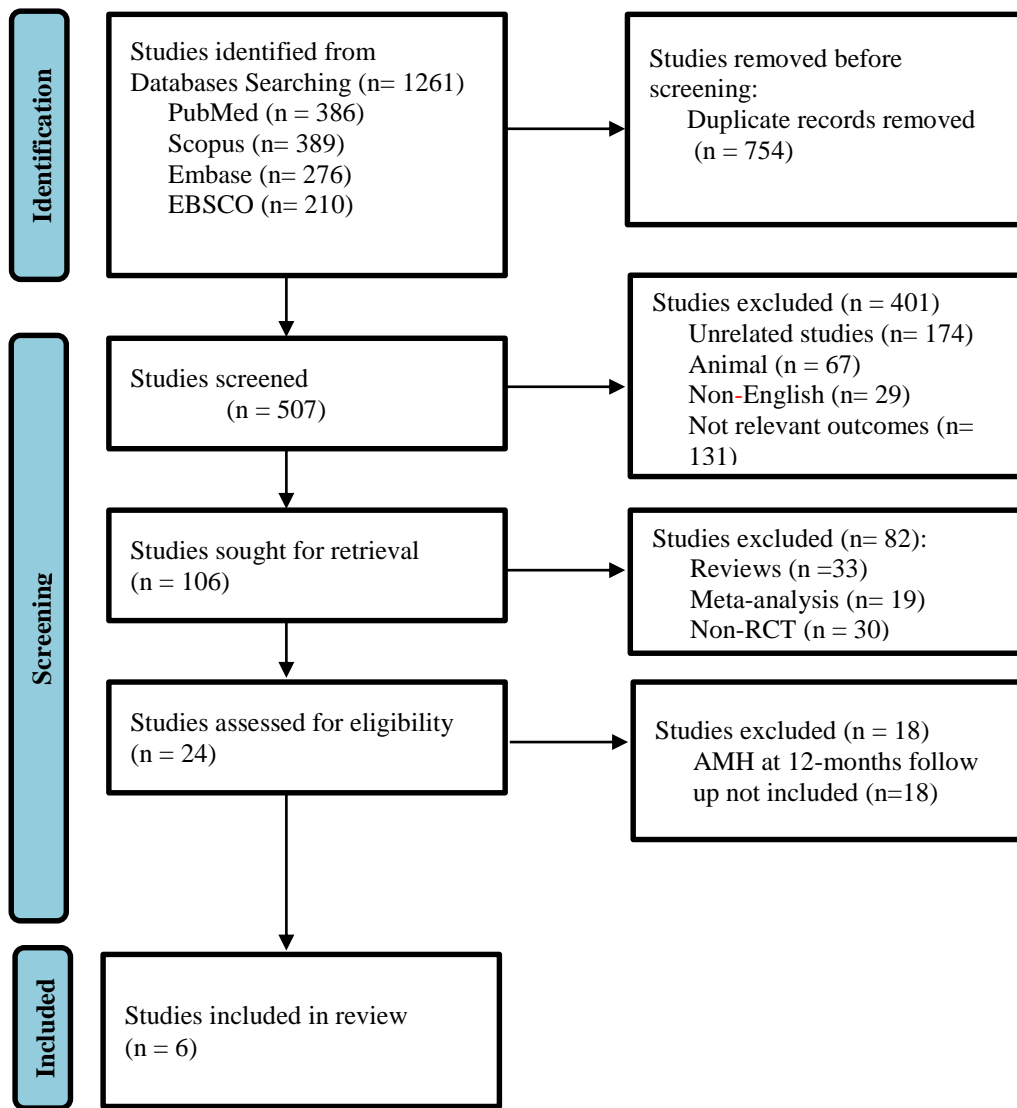 Identification
Studies identified from
Databases Searching (n= 1261)
PubMed (n = 386)
Scopus (n= 389)
Embase (n= 276)
EBSCO (n= 210)
Studies removed before
screening:
Duplicate records removed
(n = 754)
Screening
Studies screened
(n = 507)
Studies excluded (n = 401)
Unrelated studies (n= 174)
Animal (n = 67)
Non-English (n= 29)
Not relevant outcomes (n=
131)
Studies sought for retrieval
(n = 106)
Studies excluded (n= 82):
Reviews (n =33)
Meta-analysis (n= 19)
Non-RCT (n = 30)
Studies assessed for eligibility
(n = 24)
Studies excluded (n = 18)
AMH at 12-months follow
up not included (n=18)
Included
Studies included in review
(n = 6)